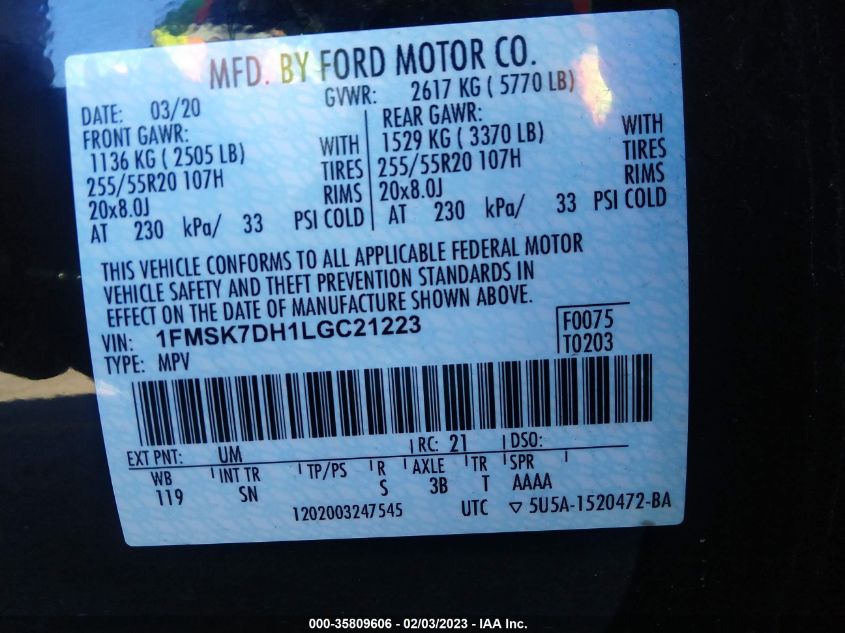 MFD. BY FORD MOTOR CO.
DATE: 03/20 GVWR: 2617 KG ( 5770 LB)
FRONT GAWR: REAR GAWR:
1136 KG ( 2505 LB) WITH 1529 KG ( 3370 LB) WITH
255/55R20 107H TIRES 255/55R20 107H TIRES
20x8.0J RIMS 20x8.0J RIMS
AT 230 kPa/ 33 PSI COLD AT 230 kPa/ 33 PSI COLD
THIS VEHICLE CONFORMS TO ALL APPLICABLE FEDERAL MOTOR
VEHICLE SAFETY AND THEFT PREVENTION STANDARDS IN
EFFECT ON THE DATE OF MANUFACTURE SHOWN ABOVE.
VIN: 1FMSK7DH1LGC21223 F0075
TYPE: MPV T0203
EXT PNT: UM RC: 21 DSO:
WB INT TR TP/PS R AXLE TR SPR
119 SN S 3B T AAAA
1202003247545 UTC ▽ 5U5A-1520472-BA
000-35809606 — 02/03/2023 — IAA Inc.